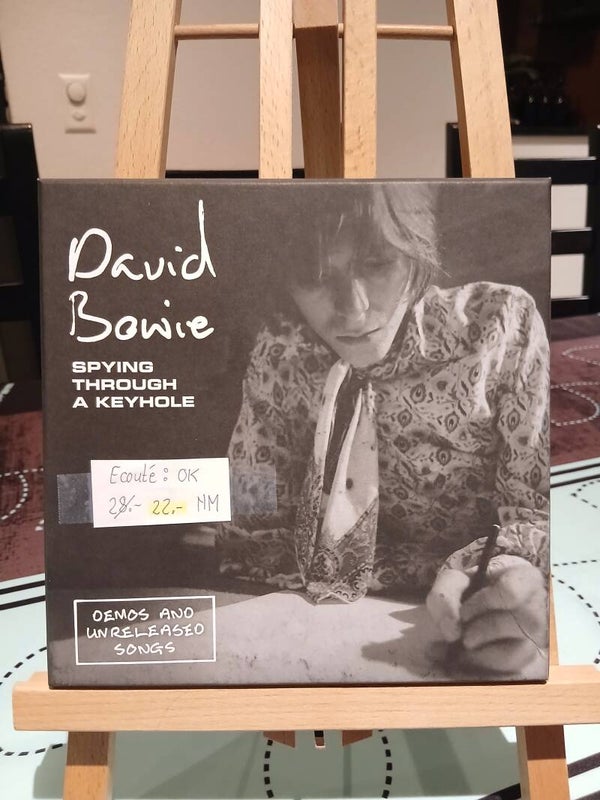 David
Bowie
SPYING
THROUGH
A KEYHOLE
Ecouté : OK
28.- 22.- NM
DEMOS AND
UNRELEASED
SONGS